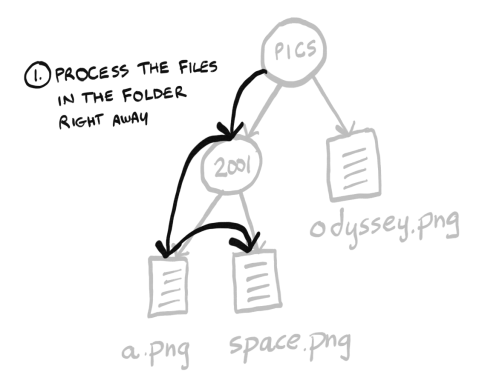 PICS
1. PROCESS THE FILES
IN THE FOLDER
RIGHT AWAY
2001
odyssey.png
a.png
space.png